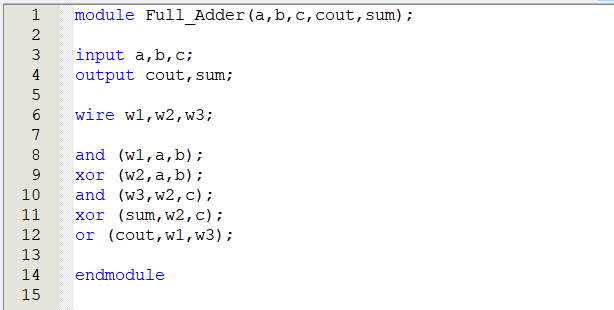 1 module Full_Adder(a,b,c,cout,sum);
2
3 input a,b,c;
4 output cout,sum;
5
6 wire w1,w2,w3;
7
8 and (w1,a,b);
9 xor (w2,a,b);
10 and (w3,w2,c);
11 xor (sum,w2,c);
12 or (cout,w1,w3);
13
14 endmodule
15